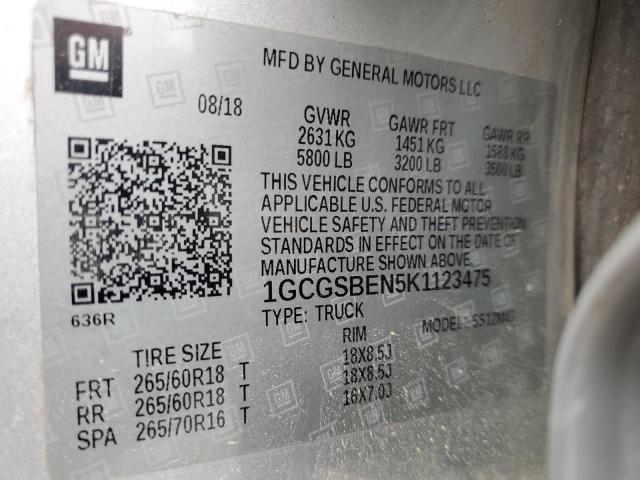 GM
MFD BY GENERAL MOTORS LLC
08/18
GVWR GAWR FRT GAWR RR
2631 KG 1451 KG 1588 KG
5800 LB 3200 LB 3500 LB
THIS VEHICLE CONFORMS TO ALL
APPLICABLE U.S. FEDERAL MOTOR
VEHICLE SAFETY AND THEFT PREVENTION
STANDARDS IN EFFECT ON THE DATE OF
MANUFACTURE SHOWN ABOVE.
1GCGSBEN5K1123475
636R
TYPE: TRUCK MODEL:
TIRE SIZE RIM
FRT 265/60R18 T 18X8.5J
RR 265/60R18 T 18X8.5J
SPA 265/70R16 T 16X7.0J